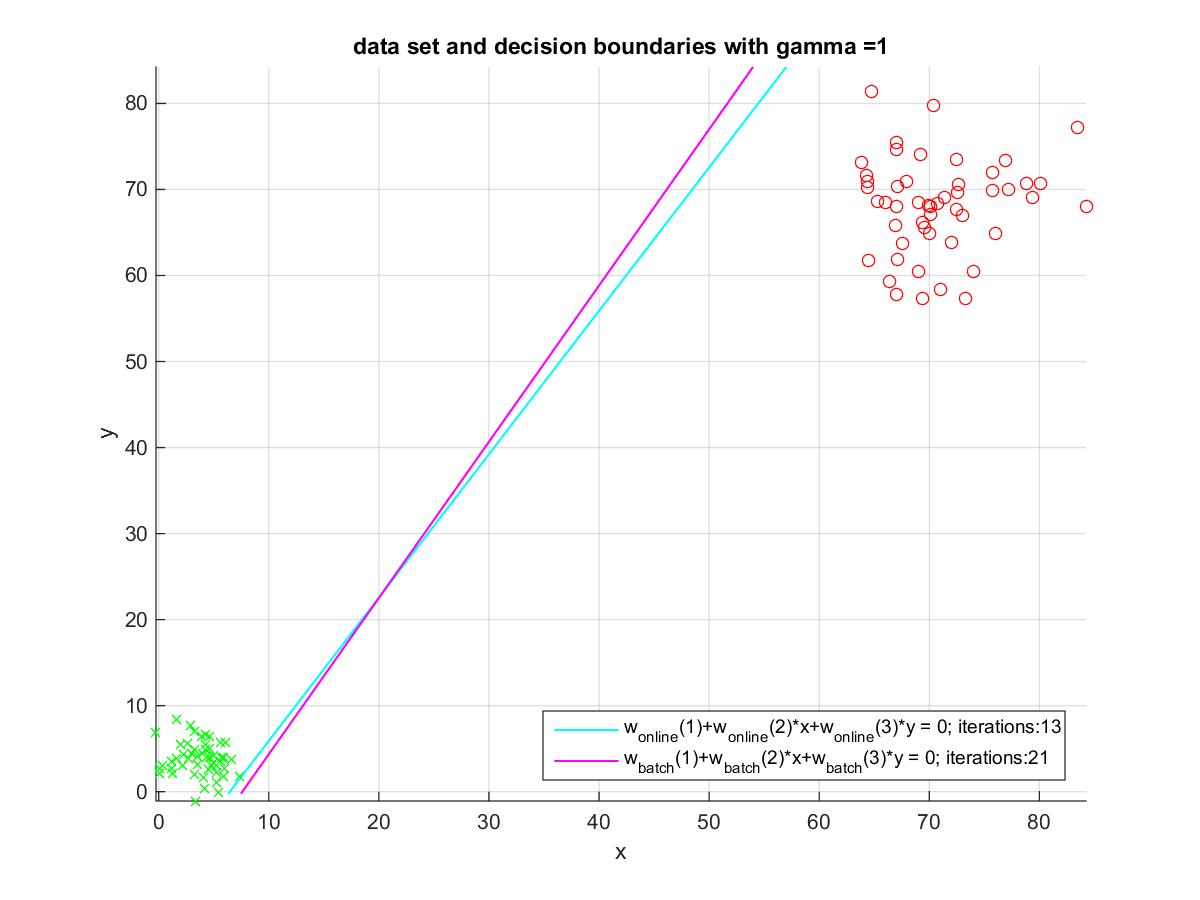 data set and decision boundaries with gamma =1
80
70
60
50
40
30
20
10
0
y
w_online(1)+w_online(2)*x+w_online(3)*y = 0; iterations:13
w_batch(1)+w_batch(2)*x+w_batch(3)*y = 0; iterations:21
0 10 20 30 40 50 60 70 80
x